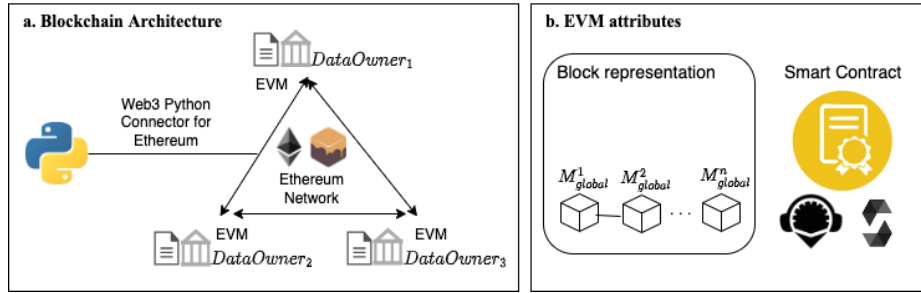 a. Blockchain Architecture
DataOwner₁
EVM
Web3 Python
Connector for
Ethereum
Ethereum
Network
EVM
DataOwner₂
EVM
DataOwner₃
b. EVM attributes
Block representation
Smart Contract
M¹global M²global Mⁿglobal
· · ·